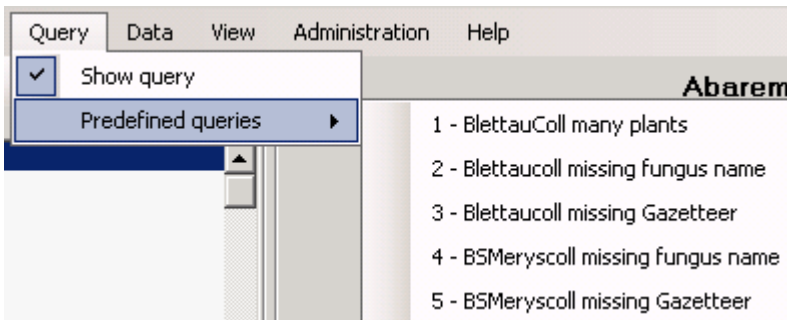 Query Data View Administration Help
Show query
Abarem
Predefined queries
1 - BlettauColl many plants
2 - Blettaucoll missing fungus name
3 - Blettaucoll missing Gazetteer
4 - BSMeryscoll missing fungus name
5 - BSMeryscoll missing Gazetteer